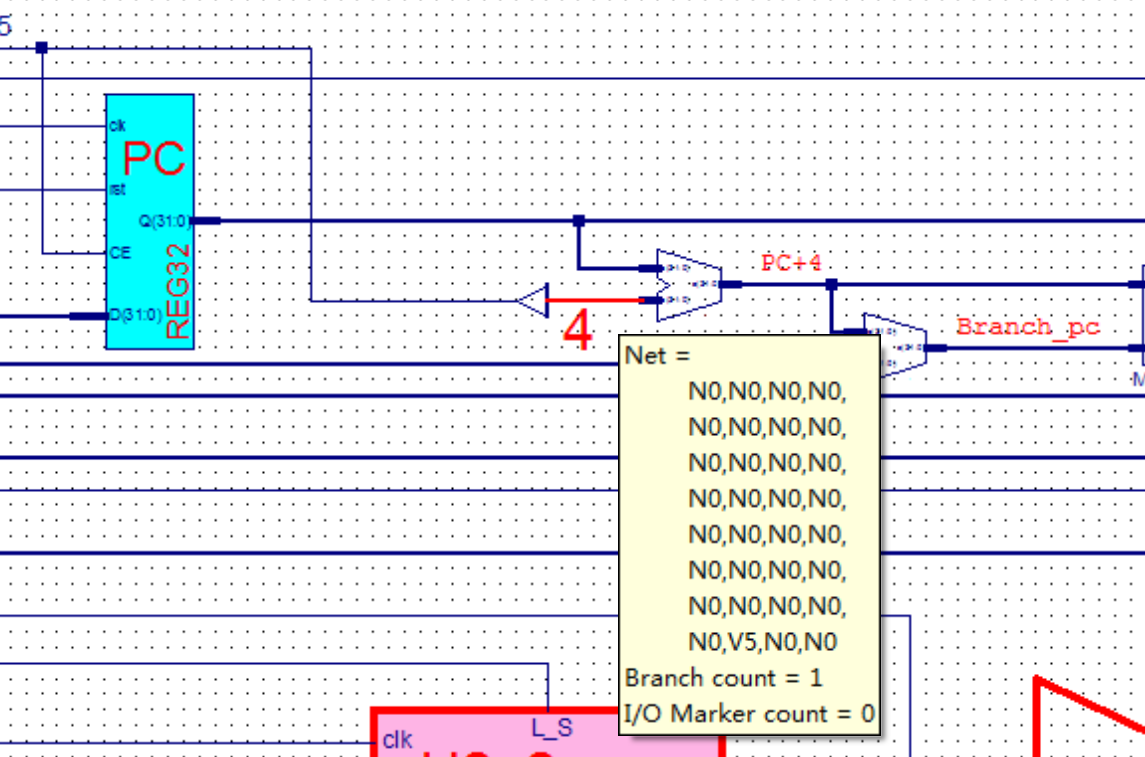 5
clk
PC
rst
Q(31:0)
CE
REG32
D(31:0)
PC+4
4
Branch_pc
M
Net =
N0,N0,N0,N0,
N0,N0,N0,N0,
N0,N0,N0,N0,
N0,N0,N0,N0,
N0,N0,N0,N0,
N0,N0,N0,N0,
N0,N0,N0,N0,
N0,V5,N0,N0
Branch count = 1
I/O Marker count = 0
L_S
clk